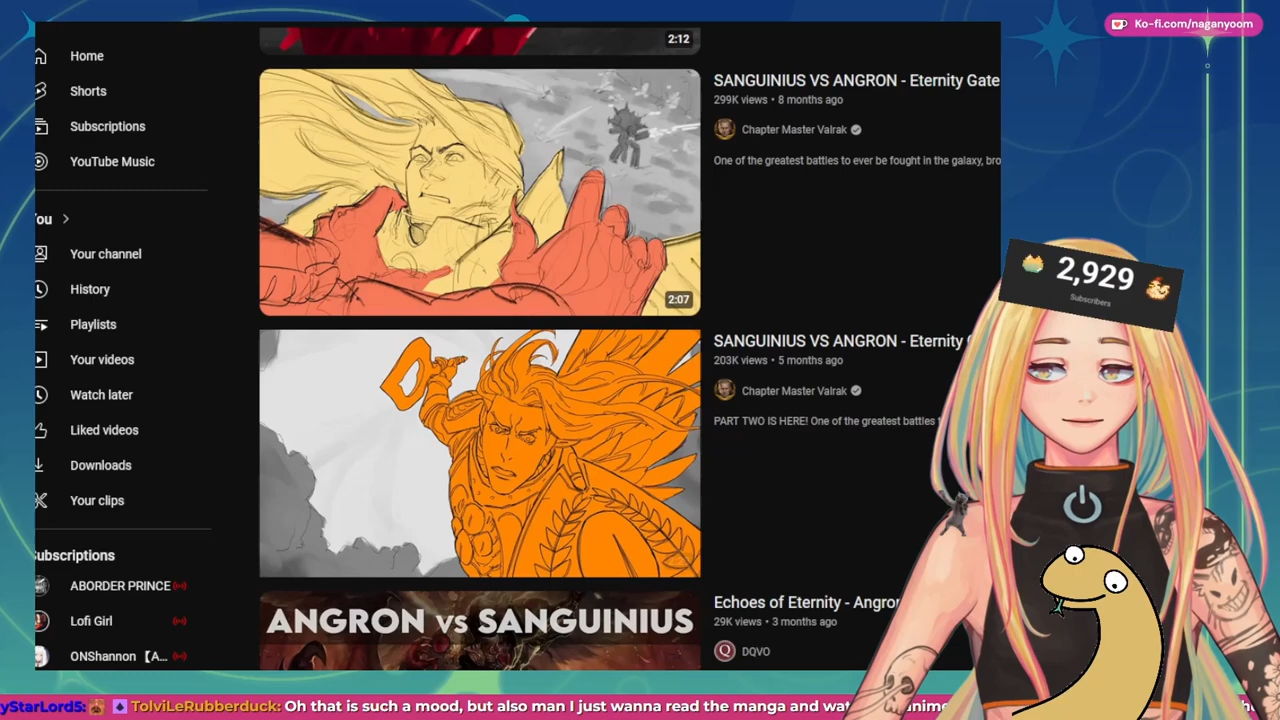 Ko-fi.com/naganyoom
Home
Shorts
Subscriptions
YouTube Music
You
Your channel
History
Playlists
Your videos
Watch later
Liked videos
Downloads
Your clips
Subscriptions
ABORDER PRINCE
Lofi Girl
ONShannon【A...
2:12
2:07
SANGUINIUS VS ANGRON - Eternity Gate
299K views • 8 months ago
Chapter Master Valrak
One of the greatest battles to ever be fought in the galaxy, bro
SANGUINIUS VS ANGRON - Eternity
203K views • 5 months ago
Chapter Master Valrak
PART TWO IS HERE! One of the greatest battles
ANGRON vs SANGUINIUS
Echoes of Eternity - Angro
29K views • 3 months ago
Q
DQVO
2,929
Subscribers
yStarLord5: TolviLeRubberduck: Oh that is such a mood, but also man I just wanna read the manga and wat anime